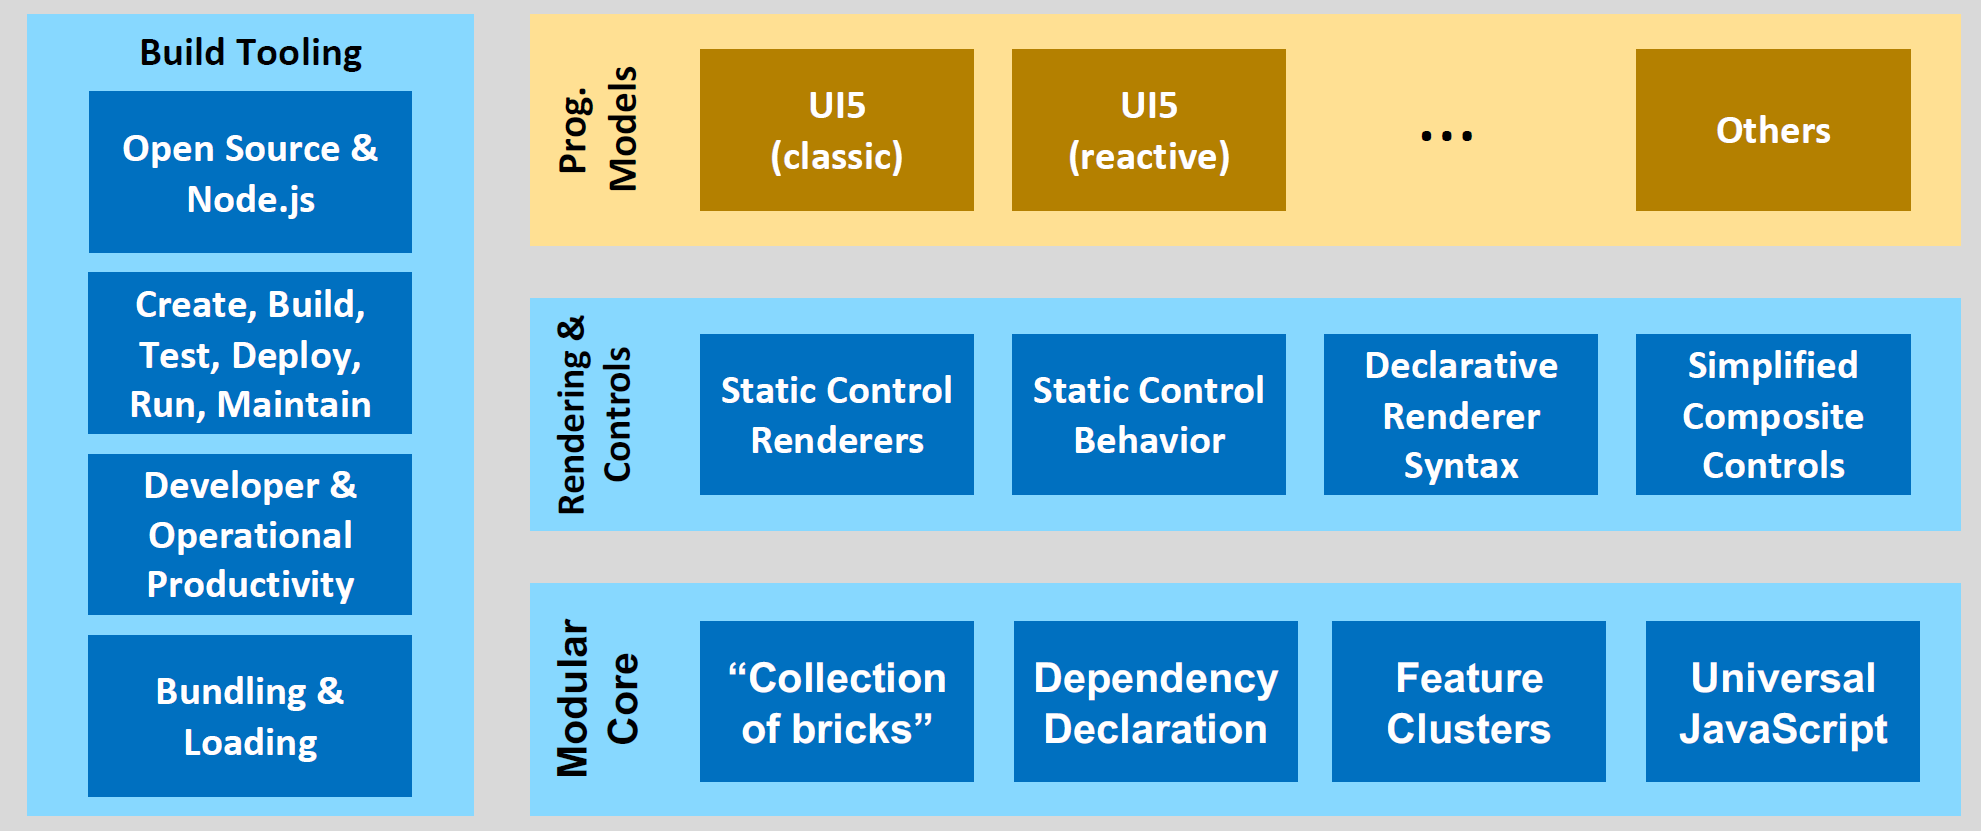 Build Tooling
Open Source &
Node.js
Create, Build,
Test, Deploy,
Run, Maintain
Developer &
Operational
Productivity
Bundling &
Loading
Prog.
Models
UI5
(classic)
UI5
(reactive)
...
Others
Rendering &
Controls
Static Control
Renderers
Static Control
Behavior
Declarative
Renderer
Syntax
Simplified
Composite
Controls
Modular
Core
“Collection
of bricks”
Dependency
Declaration
Feature
Clusters
Universal
JavaScript